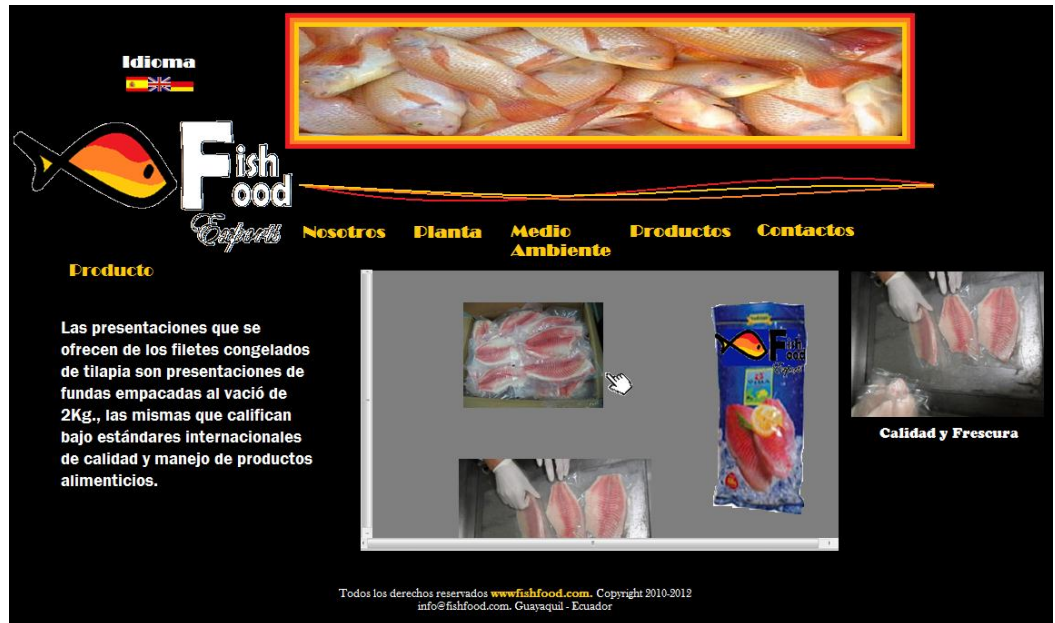 Idioma
Fish
Food
Exports
Nosotros
Planta
Medio
Ambiente
Productos
Contactos
Producto
Las presentaciones que se
ofrecen de los filetes congelados
de tilapia son presentaciones de
fundas empacadas al vació de
2Kg., las mismas que califican
bajo estándares internacionales
de calidad y manejo de productos
alimenticios.
Fish
Food
Calidad y Frescura
Todos los derechos reservados wwwfishfood.com. Copyright 2010-2012
info@fishfood.com. Guayaquil - Ecuador